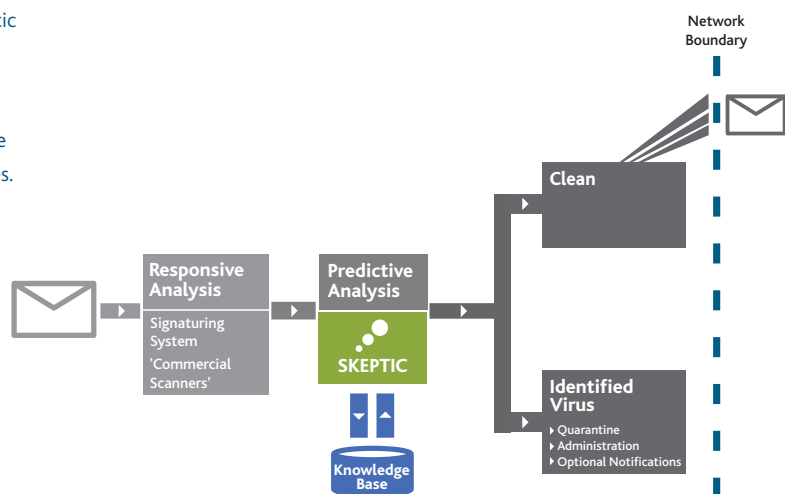 tic
e
es.
Network
Boundary
Clean
Responsive
Analysis
Signaturing
System
'Commercial
Scanners'
Predictive
Analysis
SKEPTIC
Knowledge
Base
Identified
Virus
Quarantine
Administration
Optional Notifications